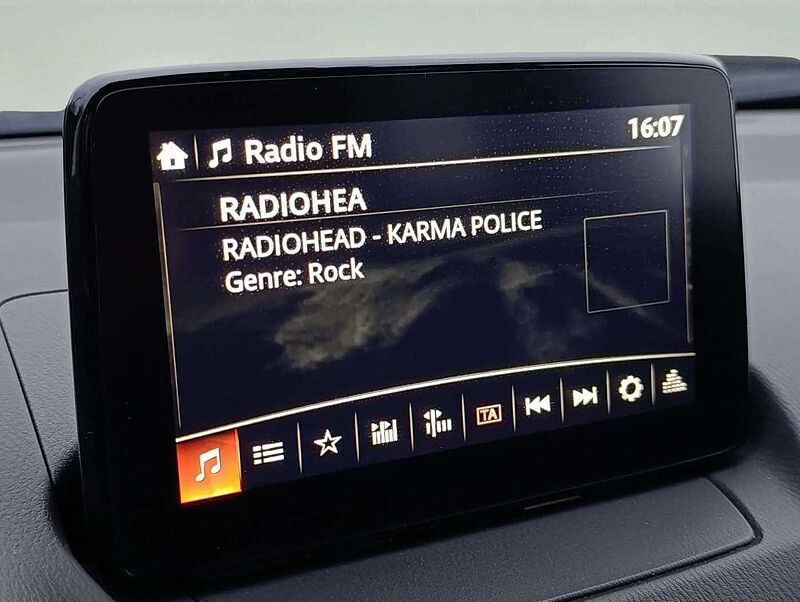 Radio FM
16:07
RADIOHEA
RADIOHEAD - KARMA POLICE
Genre: Rock
TA